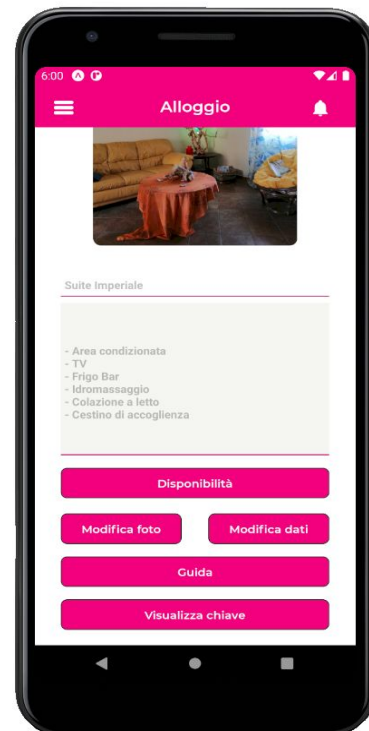 6:00
Alloggio
Suite Imperiale
- Area condizionata
- TV
- Frigo Bar
- Idromassaggio
- Colazione a letto
- Cestino di accoglienza
Disponibilità
Modifica foto
Modifica dati
Guida
Visualizza chiave